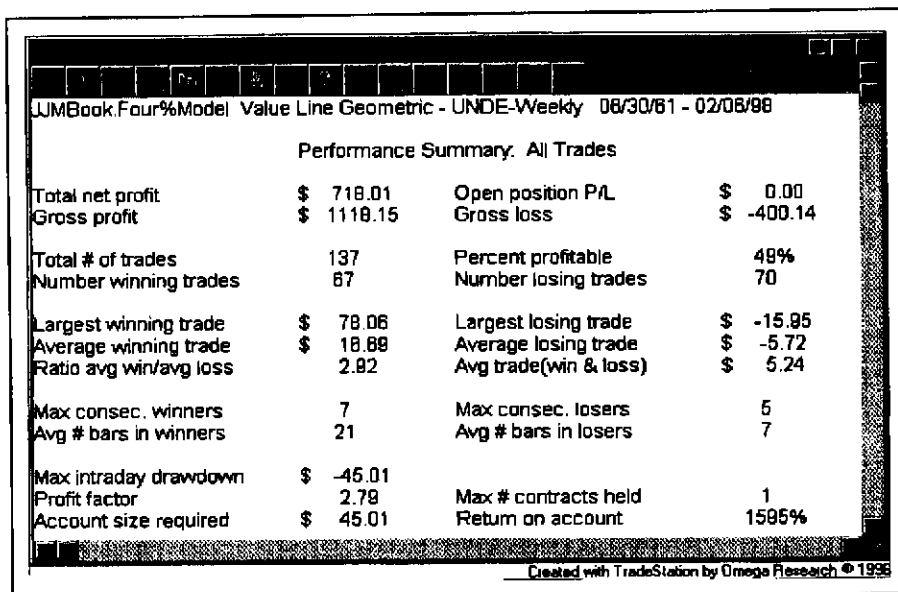 JJMBook.Four%Model Value Line Geometric - UNDE-Weekly 06/30/61 - 02/06/98
Performance Summary: All Trades
Total net profit $ 718.01 Open position P/L $ 0.00
Gross profit $ 1118.15 Gross loss $ -400.14
Total # of trades 137 Percent profitable 49%
Number winning trades 67 Number losing trades 70
Largest winning trade $ 78.06 Largest losing trade $ -15.95
Average winning trade $ 16.69 Average losing trade $ -5.72
Ratio avg win/avg loss 2.92 Avg trade(win & loss) $ 5.24
Max consec. winners 7 Max consec. losers 5
Avg # bars in winners 21 Avg # bars in losers 7
Max intraday drawdown $ -45.01
Profit factor 2.79 Max # contracts held 1
Account size required $ 45.01 Return on account 1595%
Created with TradeStation by Omega Research © 1996